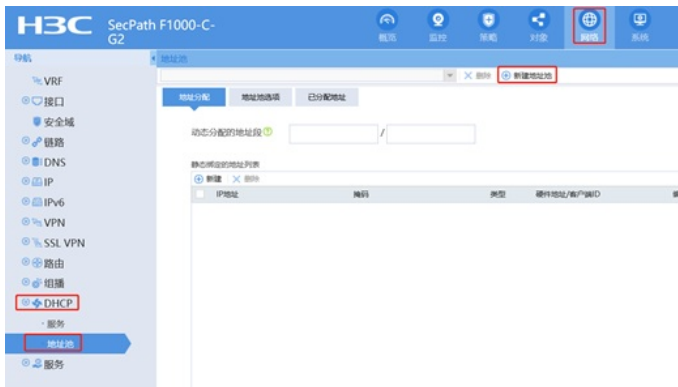 H3C SecPath F1000-C-G2
概览 监控 策略 对象 网络 系统
导航
地址池
VRF
接口
安全域
链路
DNS
IP
IPv6
VPN
SSL VPN
路由
组播
DHCP
服务
地址池
服务
删除 新建地址池
地址分配 地址池选项 已分配地址
动态分配的地址段 /
静态绑定的地址列表
新建 删除
IP地址 掩码 类型 硬件地址/客户端ID